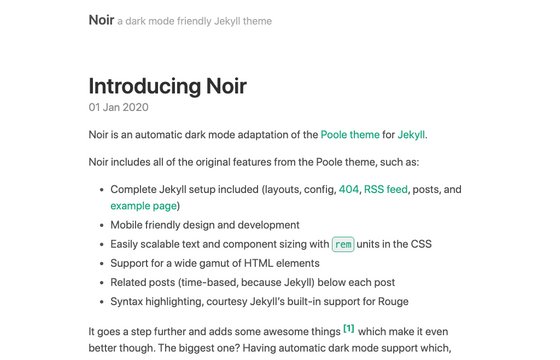 Noir a dark mode friendly Jekyll theme
Introducing Noir
01 Jan 2020
Noir is an automatic dark mode adaptation of the Poole theme for Jekyll.
Noir includes all of the original features from the Poole theme, such as:
• Complete Jekyll setup included (layouts, config, 404, RSS feed, posts, and
example page)
• Mobile friendly design and development
• Easily scalable text and component sizing with rem units in the CSS
• Support for a wide gamut of HTML elements
• Related posts (time-based, because Jekyll) below each post
• Syntax highlighting, courtesy Jekyll’s built-in support for Rouge
It goes a step further and adds some awesome things [1] which make it even
better though. The biggest one? Having automatic dark mode support which,